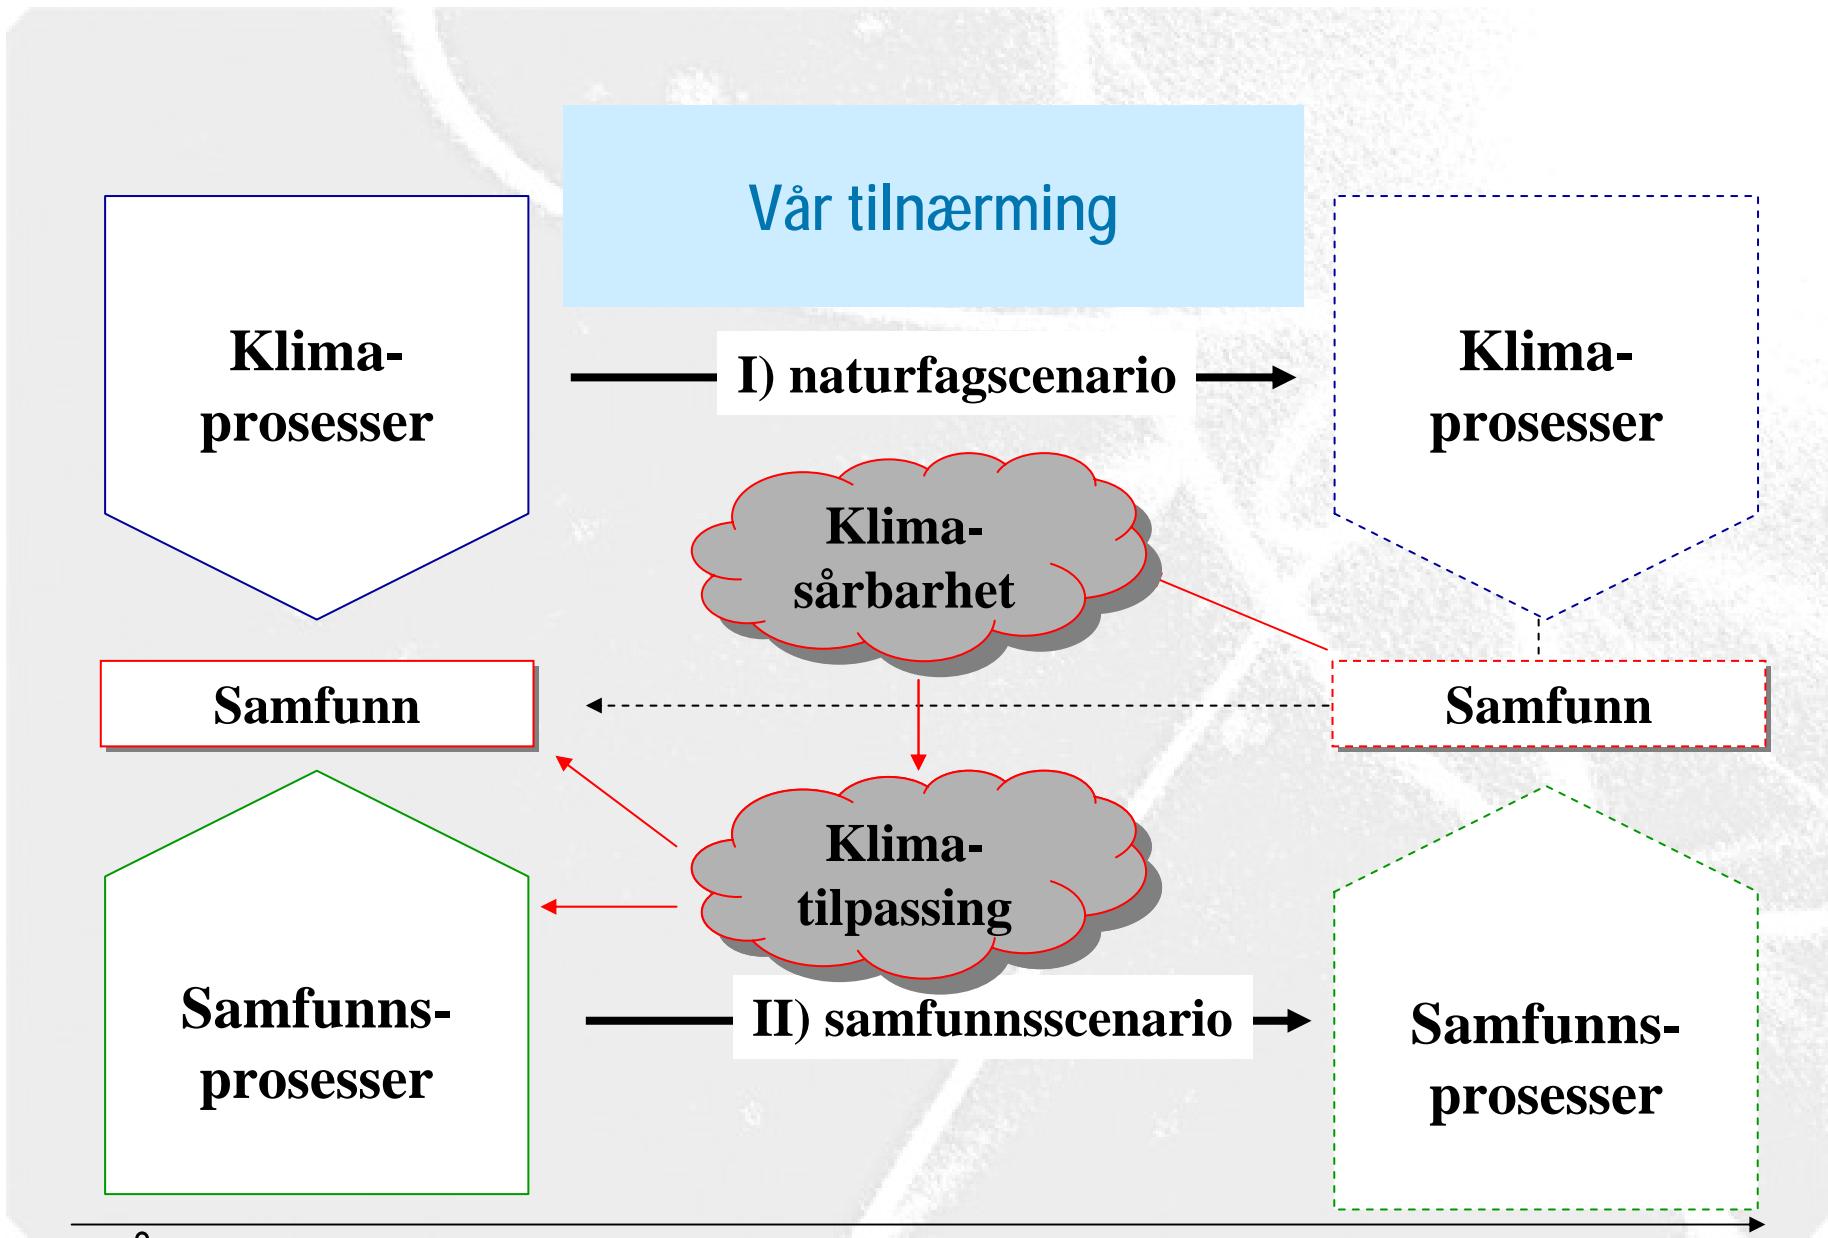 Vår tilnærming
Klima-
prosesser
I) naturfagscenario
Klima-
prosesser
Klima-
sårbarhet
Samfunn
Samfunn
Klima-
tilpassing
Samfunns-
prosesser
II) samfunnsscenario
Samfunns-
prosesser